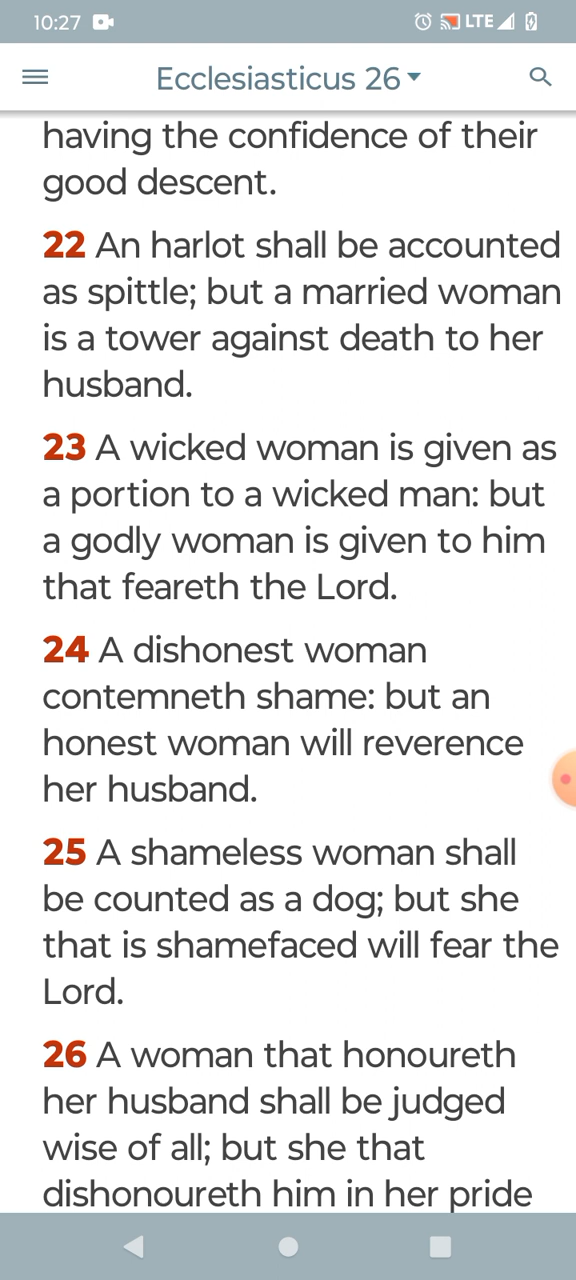 10:27 LTE
Ecclesiasticus 26
having the confidence of their
good descent.
22 An harlot shall be accounted
as spittle; but a married woman
is a tower against death to her
husband.
23 A wicked woman is given as
a portion to a wicked man: but
a godly woman is given to him
that feareth the Lord.
24 A dishonest woman
contemneth shame: but an
honest woman will reverence
her husband.
25 A shameless woman shall
be counted as a dog; but she
that is shamefaced will fear the
Lord.
26 A woman that honoureth
her husband shall be judged
wise of all; but she that
dishonoureth him in her pride